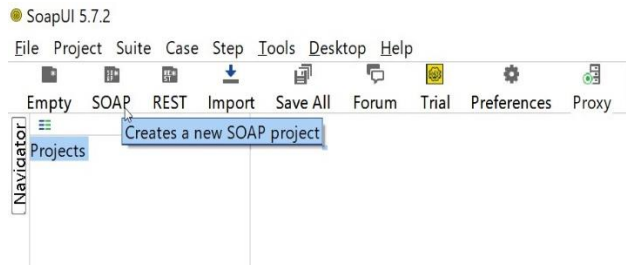 SoapUI 5.7.2
File Project Suite Case Step Tools Desktop Help
Empty SOAP REST Import Save All Forum Trial Preferences Proxy
Creates a new SOAP project
Projects
Navigator